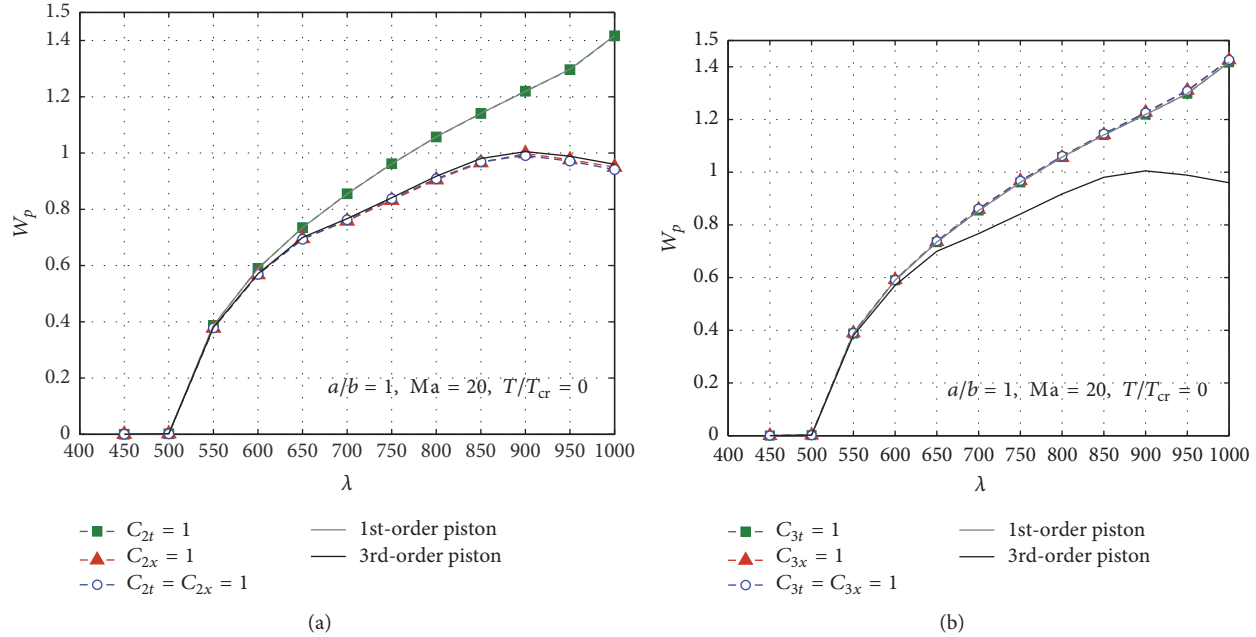 1.5
1.4
1.2
1
0.8
0.6
0.4
0.2
0
W_p
a/b = 1, Ma = 20, T/T_cr = 0
400 450 500 550 600 650 700 750 800 850 900 950 1000
λ
C_2t = 1
C_2x = 1
C_2t = C_2x = 1
1st-order piston
3rd-order piston
(a)
1.5
1.4
1.2
1
0.8
0.6
0.4
0.2
0
W_p
a/b = 1, Ma = 20, T/T_cr = 0
400 450 500 550 600 650 700 750 800 850 900 950 1000
λ
C_3t = 1
C_3x = 1
C_3t = C_3x = 1
1st-order piston
3rd-order piston
(b)